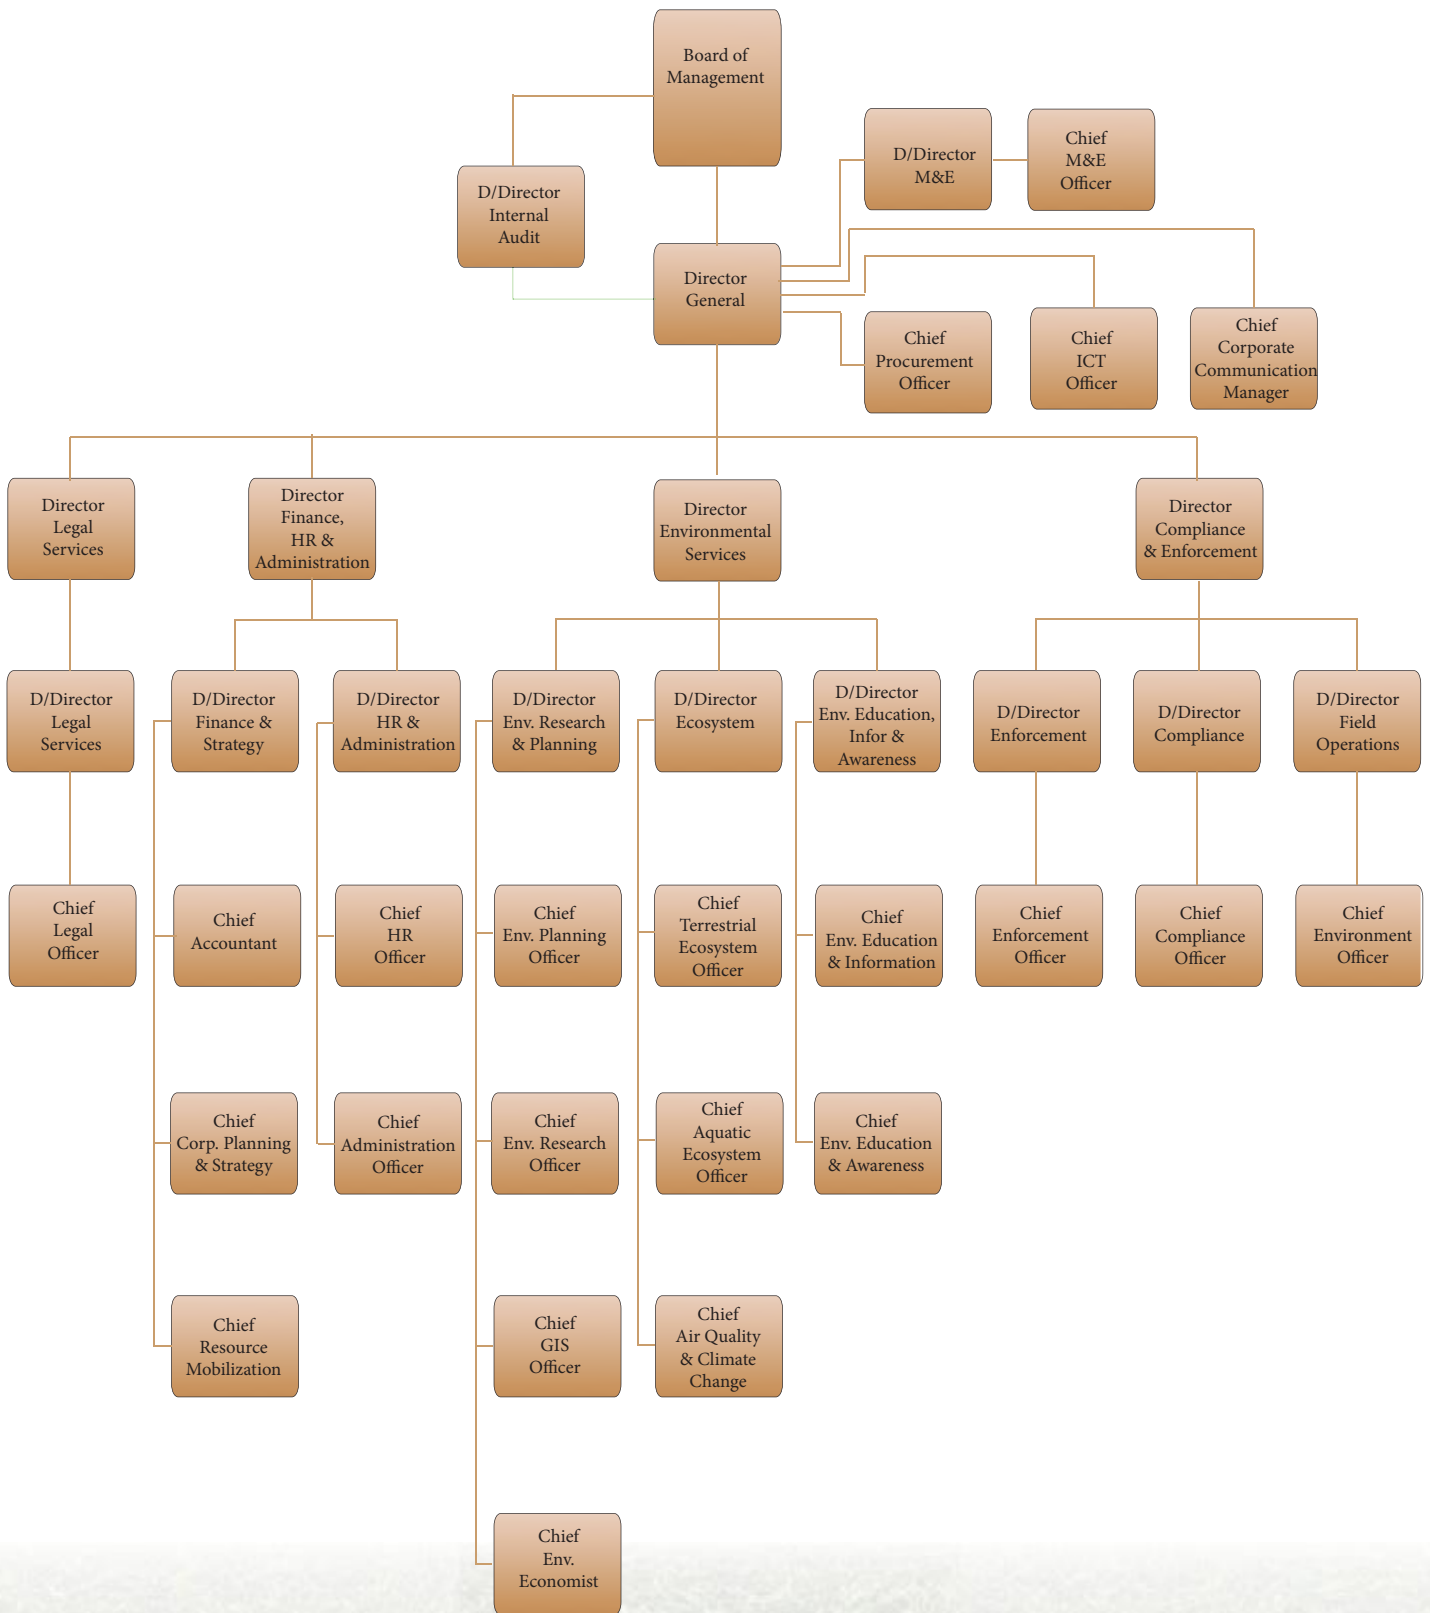 Board of
Management
D/Director
M&E
Chief
M&E
Officer
D/Director
Internal
Audit
Director
General
Chief
Procurement
Officer
Chief
ICT
Officer
Chief
Corporate
Communication
Manager
Director
Legal
Services
Director
Finance,
HR &
Administration
Director
Environmental
Services
Director
Compliance
& Enforcement
D/Director
Legal
Services
D/Director
Finance &
Strategy
D/Director
HR &
Administration
D/Director
Env. Research
& Planning
D/Director
Ecosystem
D/Director
Env. Education,
Infor &
Awareness
D/Director
Enforcement
D/Director
Compliance
D/Director
Field
Operations
Chief
Legal
Officer
Chief
Accountant
Chief
HR
Officer
Chief
Env. Planning
Officer
Chief
Terrestrial
Ecosystem
Officer
Chief
Env. Education
& Information
Chief
Enforcement
Officer
Chief
Compliance
Officer
Chief
Environment
Officer
Chief
Corp. Planning
& Strategy
Chief
Administration
Officer
Chief
Env. Research
Officer
Chief
Aquatic
Ecosystem
Officer
Chief
Env. Education
& Awareness
Chief
Resource
Mobilization
Chief
GIS
Officer
Chief
Air Quality
& Climate
Change
Chief
Env.
Economist